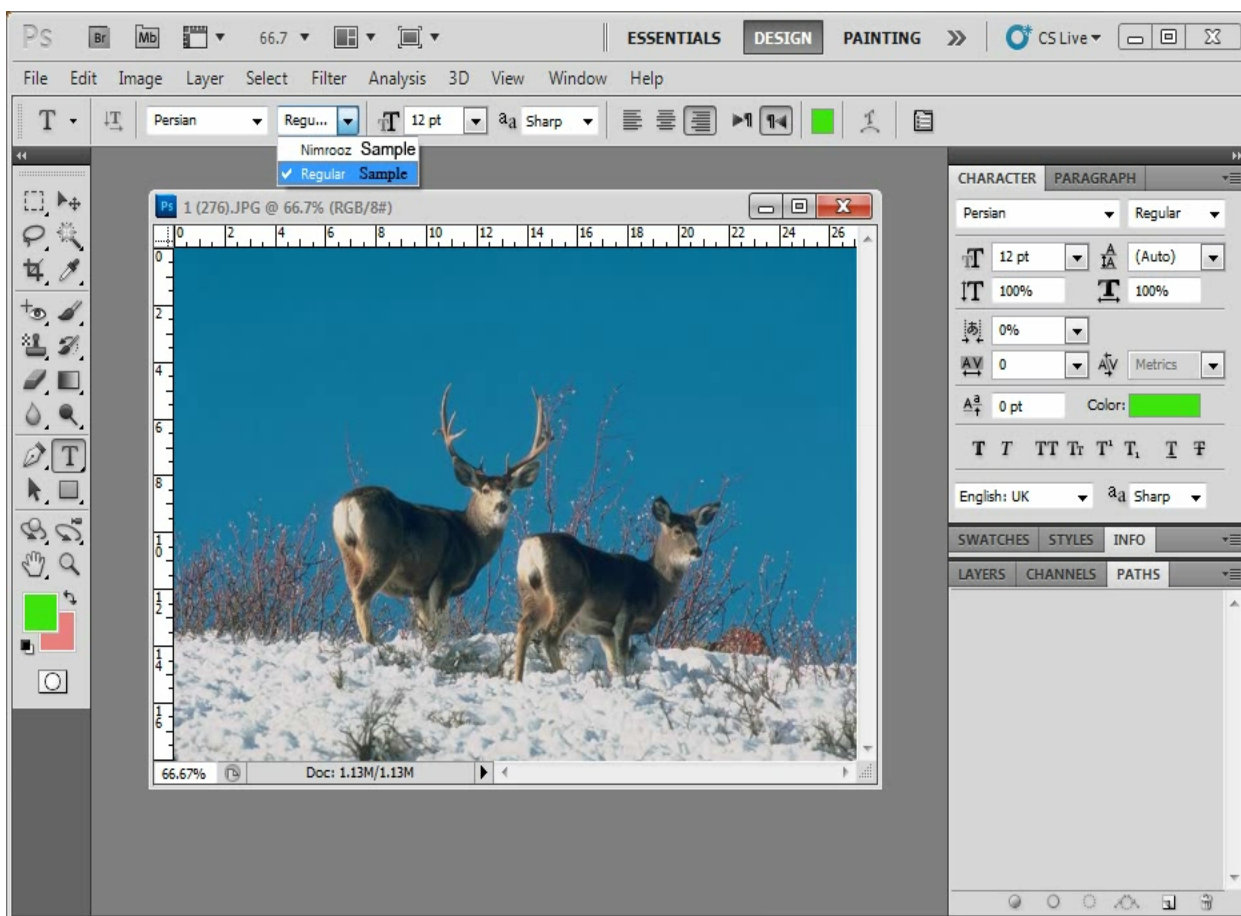 Ps Br Mb 66.7 ESSENTIALS DESIGN PAINTING CS Live
File Edit Image Layer Select Filter Analysis 3D View Window Help
T T Persian Regu... T 12 pt aa Sharp
Nimrooz Sample
Regular Sample
Ps 1 (276).JPG @ 66.7% (RGB/8#)
0 2 4 6 8 10 12 14 16 18 20 22 24 26
0
2
4
6
8
10
12
14
16
66.67% Doc: 1.13M/1.13M
CHARACTER PARAGRAPH
Persian Regular
12 pt (Auto)
100% 100%
あ 0%
AV 0 AV Metrics
Aa 0 pt Color:
T T TT Tr T¹ T₁ T T
English: UK aa Sharp
SWATCHES STYLES INFO
LAYERS CHANNELS PATHS